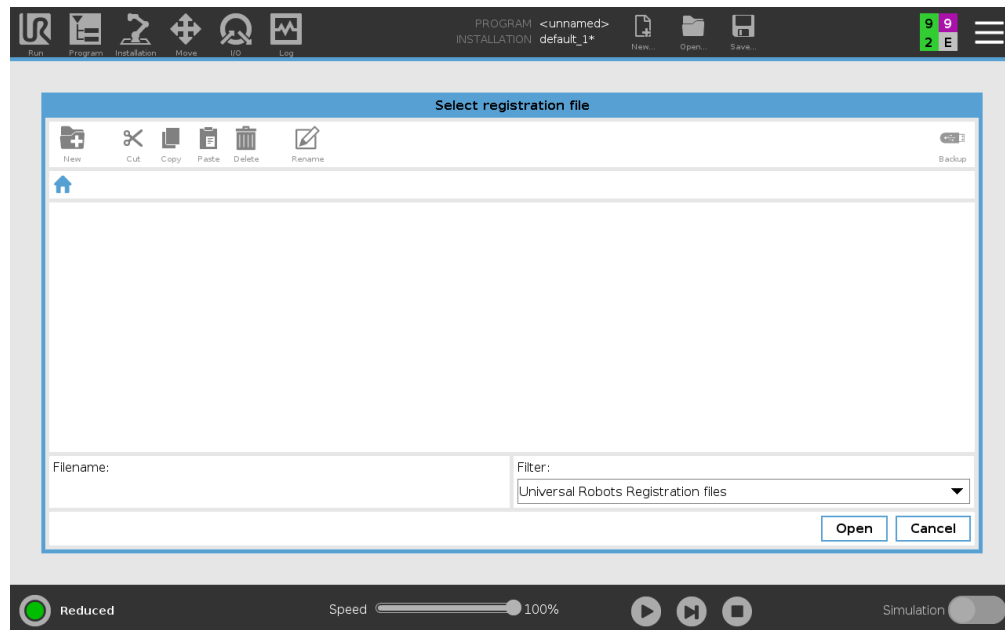 UR
PROGRAM <unnamed>
INSTALLATION default_1*
Run Program Installation Move I/O Log New... Open... Save...
9 9
2 E
Select registration file
New Cut Copy Paste Delete Rename Backup
Filename:
Filter:
Universal Robots Registration files
Open Cancel
Reduced Speed 100% Simulation